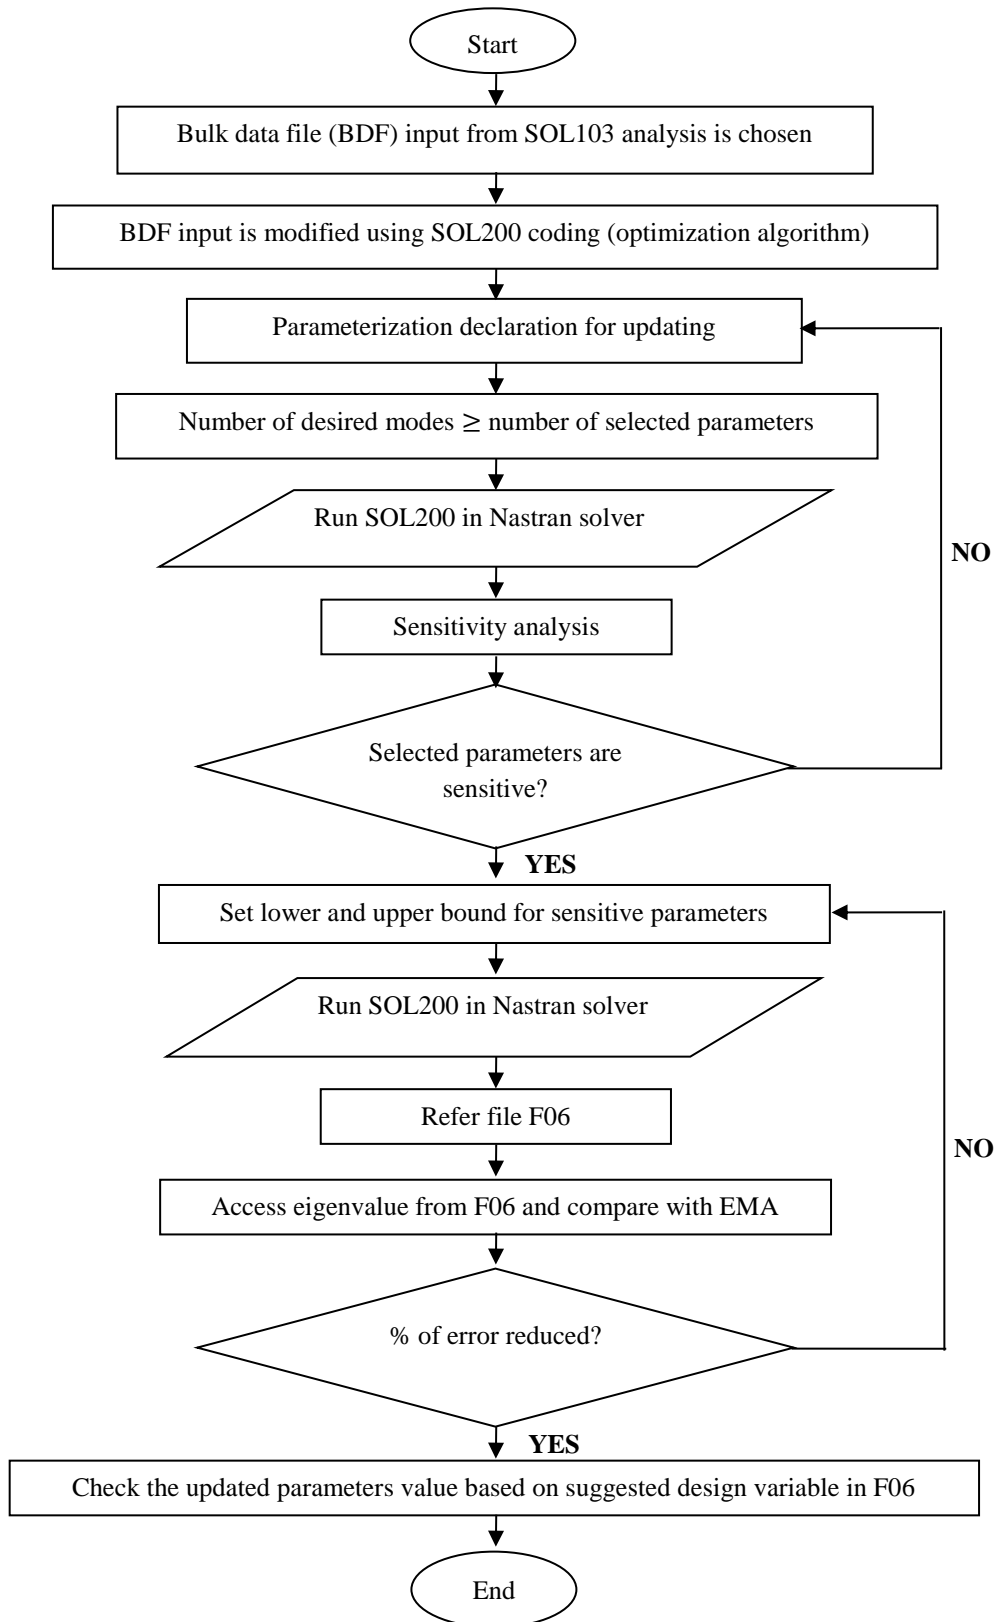 Start
Bulk data file (BDF) input from SOL103 analysis is chosen
BDF input is modified using SOL200 coding (optimization algorithm)
Parameterization declaration for updating
Number of desired modes ≥ number of selected parameters
Run SOL200 in Nastran solver
NO
Sensitivity analysis
Selected parameters are
sensitive?
YES
Set lower and upper bound for sensitive parameters
Run SOL200 in Nastran solver
Refer file F06
NO
Access eigenvalue from F06 and compare with EMA
% of error reduced?
YES
Check the updated parameters value based on suggested design variable in F06
End